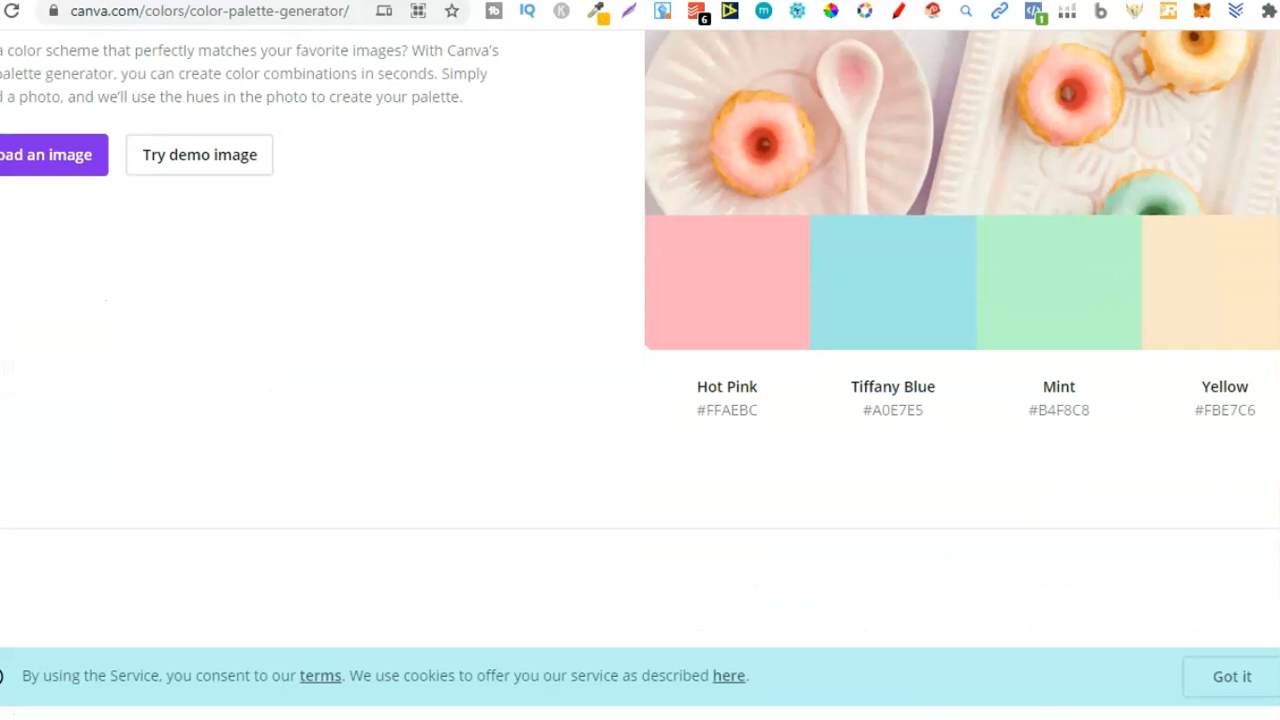 canva.com/colors/color-palette-generator/
IQ
6
1
a color scheme that perfectly matches your favorite images? With Canva's
palette generator, you can create color combinations in seconds. Simply
d a photo, and we'll use the hues in the photo to create your palette.
oad an image
Try demo image
Hot Pink
Tiffany Blue
Mint
Yellow
#FFAEBC
#A0E7E5
#B4F8C8
#FBE7C6
By using the Service, you consent to our terms. We use cookies to offer you our service as described here.
Got it